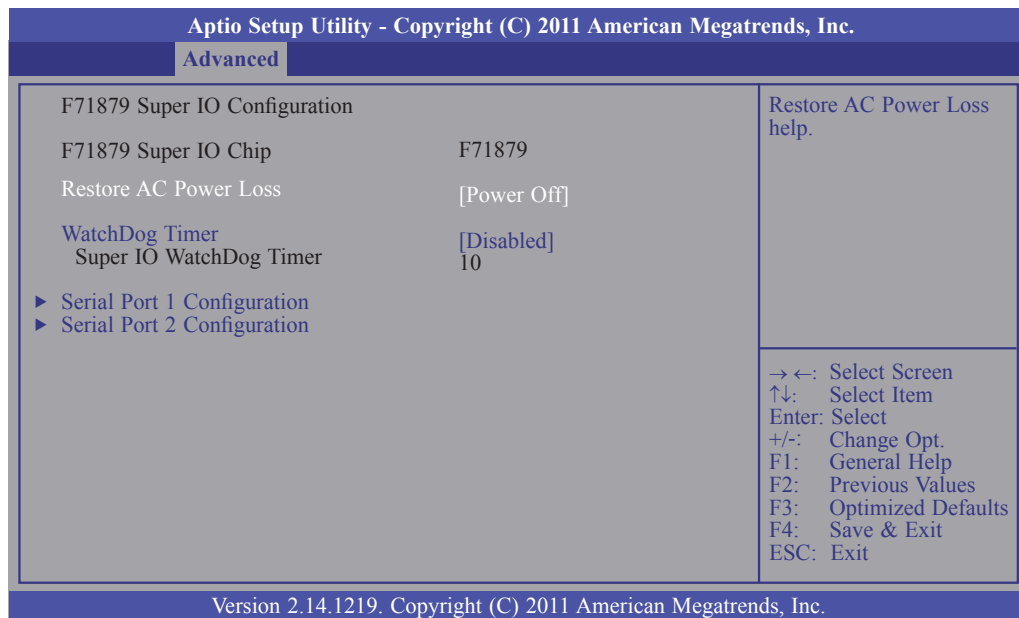 Aptio Setup Utility - Copyright (C) 2011 American Megatrends, Inc.
Advanced
F71879 Super IO Configuration
F71879 Super IO Chip F71879
Restore AC Power Loss [Power Off]
WatchDog Timer [Disabled]
Super IO WatchDog Timer 10
▶ Serial Port 1 Configuration
▶ Serial Port 2 Configuration
Restore AC Power Loss
help.
→ ←: Select Screen
↑↓: Select Item
Enter: Select
+/-: Change Opt.
F1: General Help
F2: Previous Values
F3: Optimized Defaults
F4: Save & Exit
ESC: Exit
Version 2.14.1219. Copyright (C) 2011 American Megatrends, Inc.